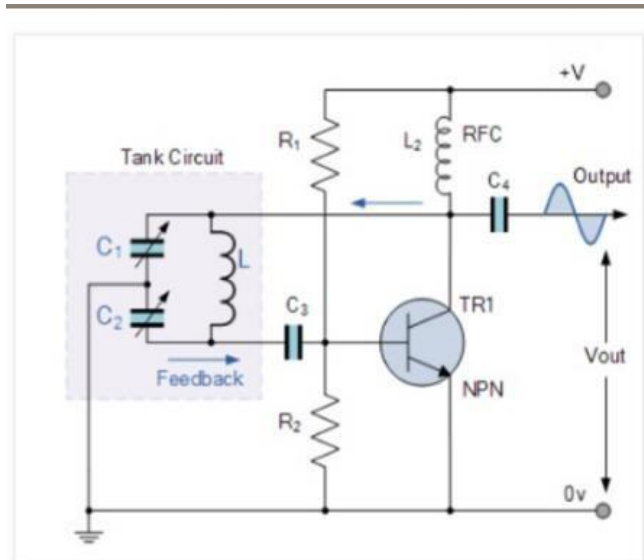 +V
R1
L2
RFC
Tank Circuit
C4
Output
C1
L
C3
TR1
C2
Vout
Feedback
NPN
R2
0v